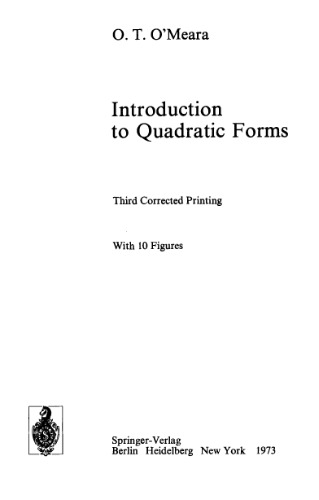 O. T. O'Meara
Introduction
to Quadratic Forms
Third Corrected Printing
With 10 Figures
Springer-Verlag
Berlin Heidelberg New York 1973